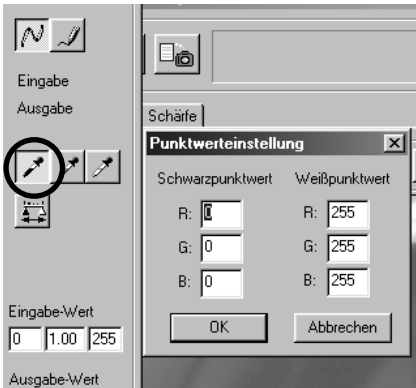 Eingabe
Ausgabe
Schärfe
Punktwerteinstellung
Schwarzpunktwert Weißpunktwert
R: 0 R: 255
G: 0 G: 255
B: 0 B: 255
OK Abbrechen
Eingabe-Wert
0 1.00 255
Ausgabe-Wert